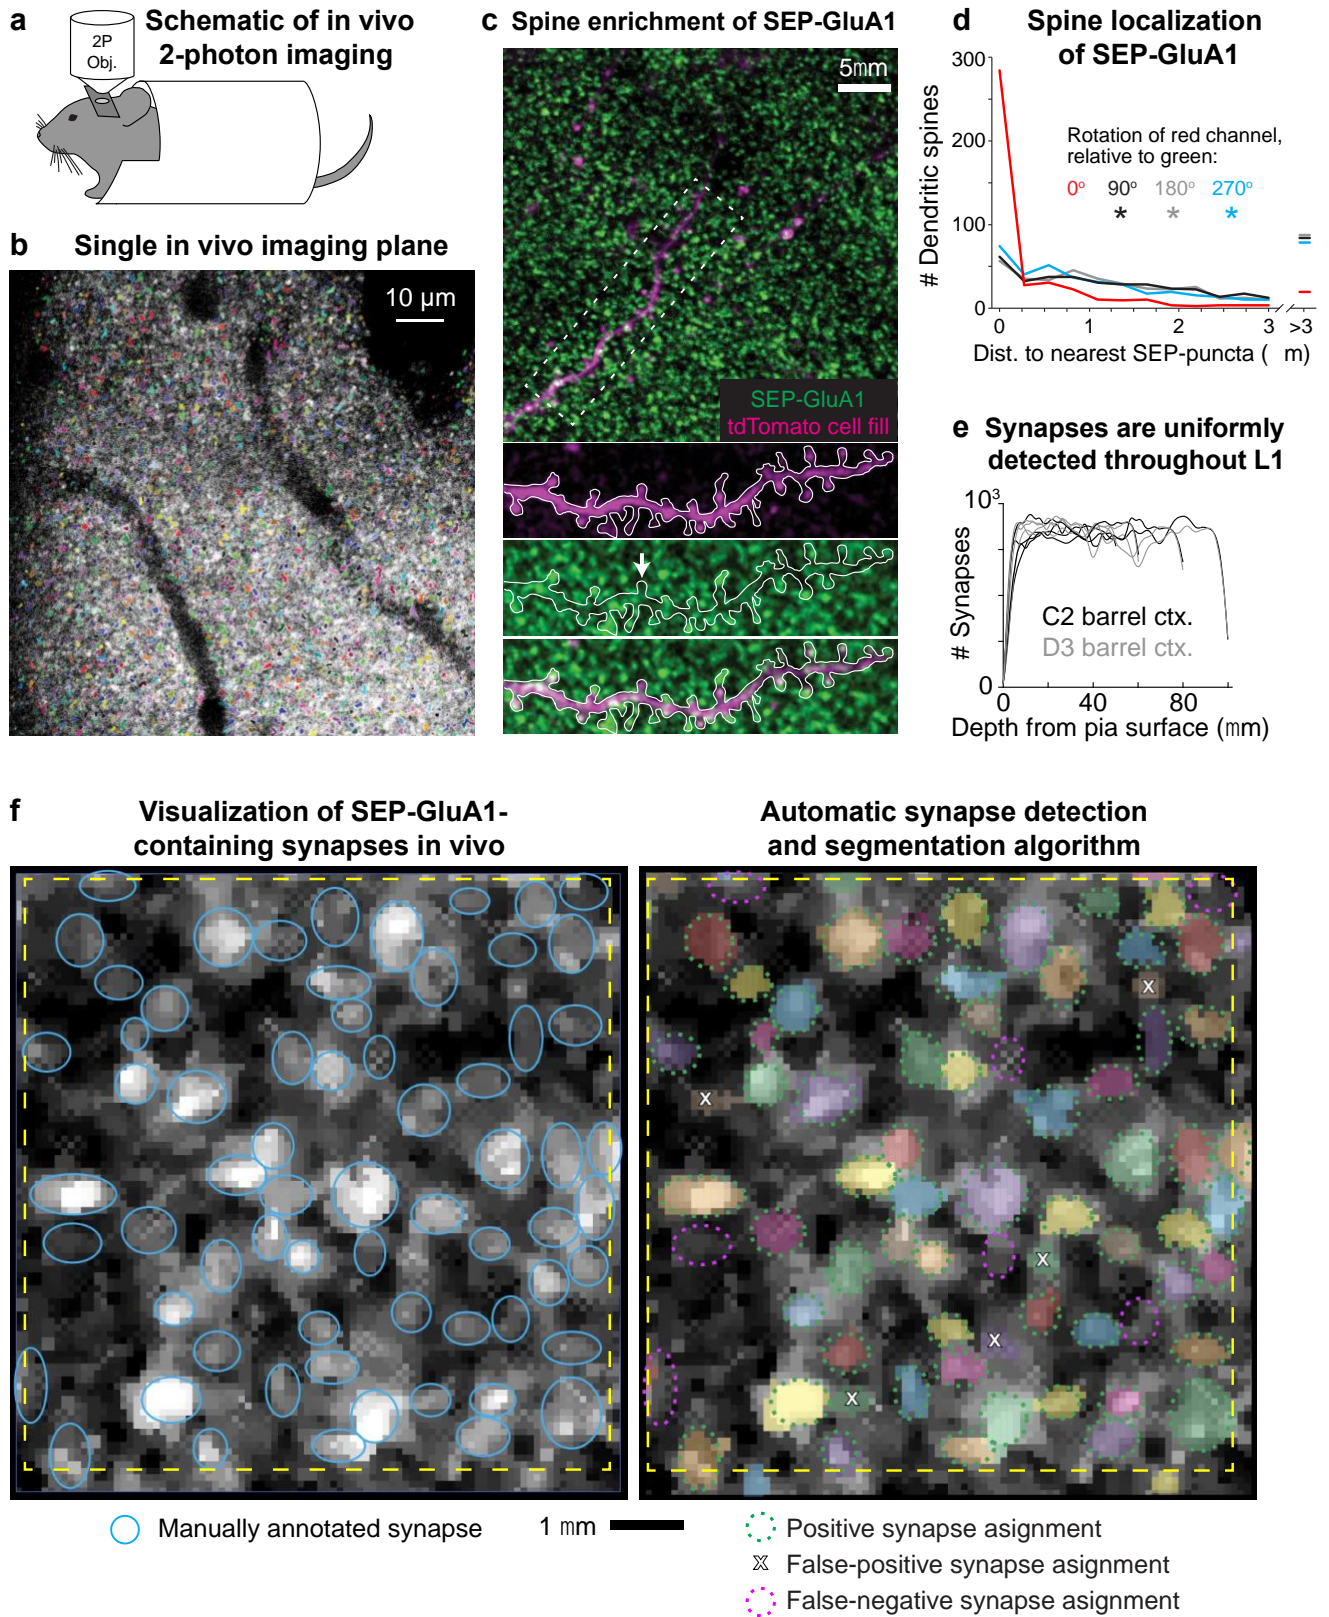 a
Schematic of in vivo
2-photon imaging
2P
Obj.
b
Single in vivo imaging plane
10 µm
c
Spine enrichment of SEP-GluA1
5mm
SEP-GluA1
tdTomato cell fill
d
Spine localization
of SEP-GluA1
# Dendritic spines
300
200
100
0
Rotation of red channel,
relative to green:
0° 90° 180° 270°
* * *
0 1 2 3 >3
Dist. to nearest SEP-puncta ( m)
e
Synapses are uniformly
detected throughout L1
# Synapses
10³
0
C2 barrel ctx.
D3 barrel ctx.
0 40 80
Depth from pia surface (mm)
f
Visualization of SEP-GluA1-
containing synapses in vivo
Automatic synapse detection
and segmentation algorithm
x
x
x
x
x
Manually annotated synapse
1 mm
Positive synapse asignment
x False-positive synapse asignment
False-negative synapse asignment